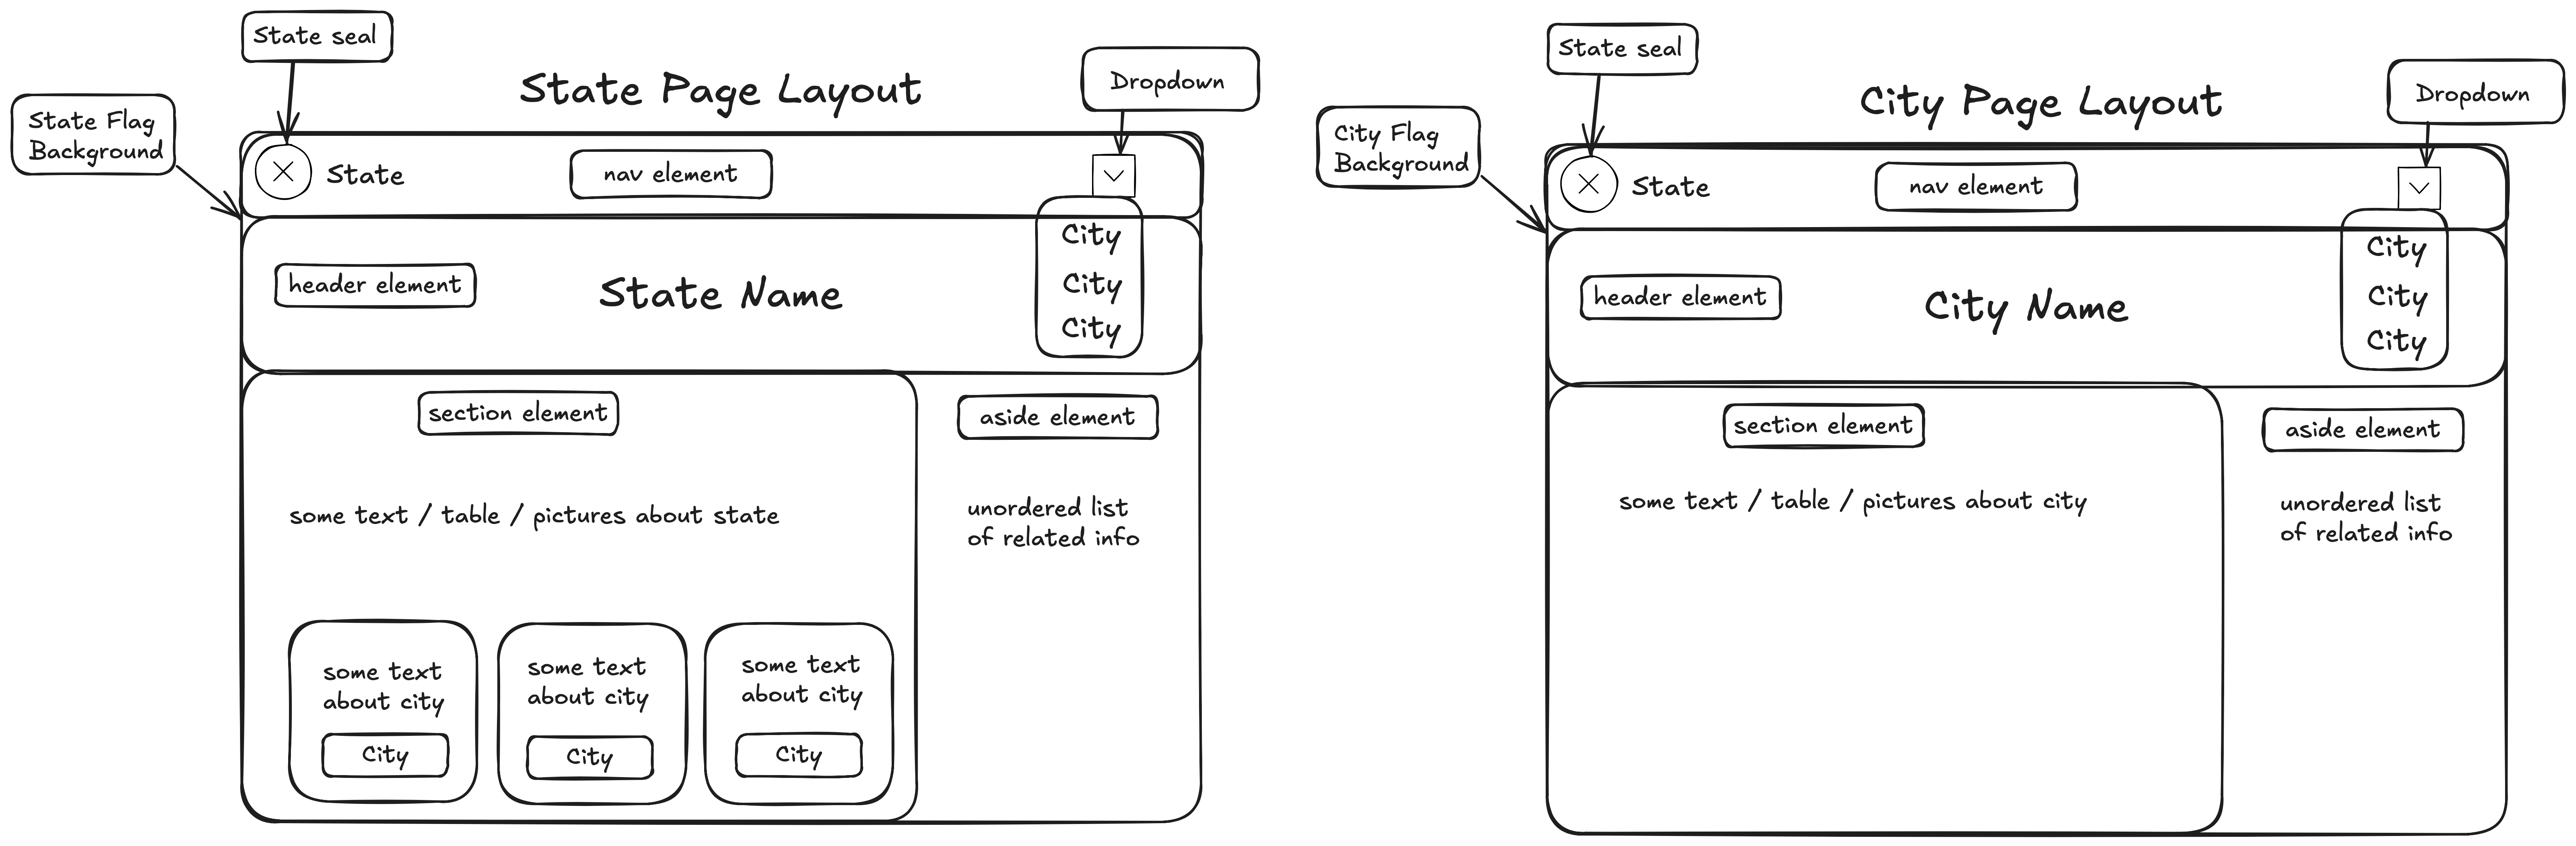 State seal
State Page Layout
Dropdown
State Flag
Background
State
nav element
header element
State Name
City
City
City
section element
aside element
some text / table / pictures about state
unordered list
of related info
some text
about city
City
some text
about city
City
some text
about city
City
State seal
City Page Layout
Dropdown
City Flag
Background
State
nav element
header element
City Name
City
City
City
section element
aside element
some text / table / pictures about city
unordered list
of related info